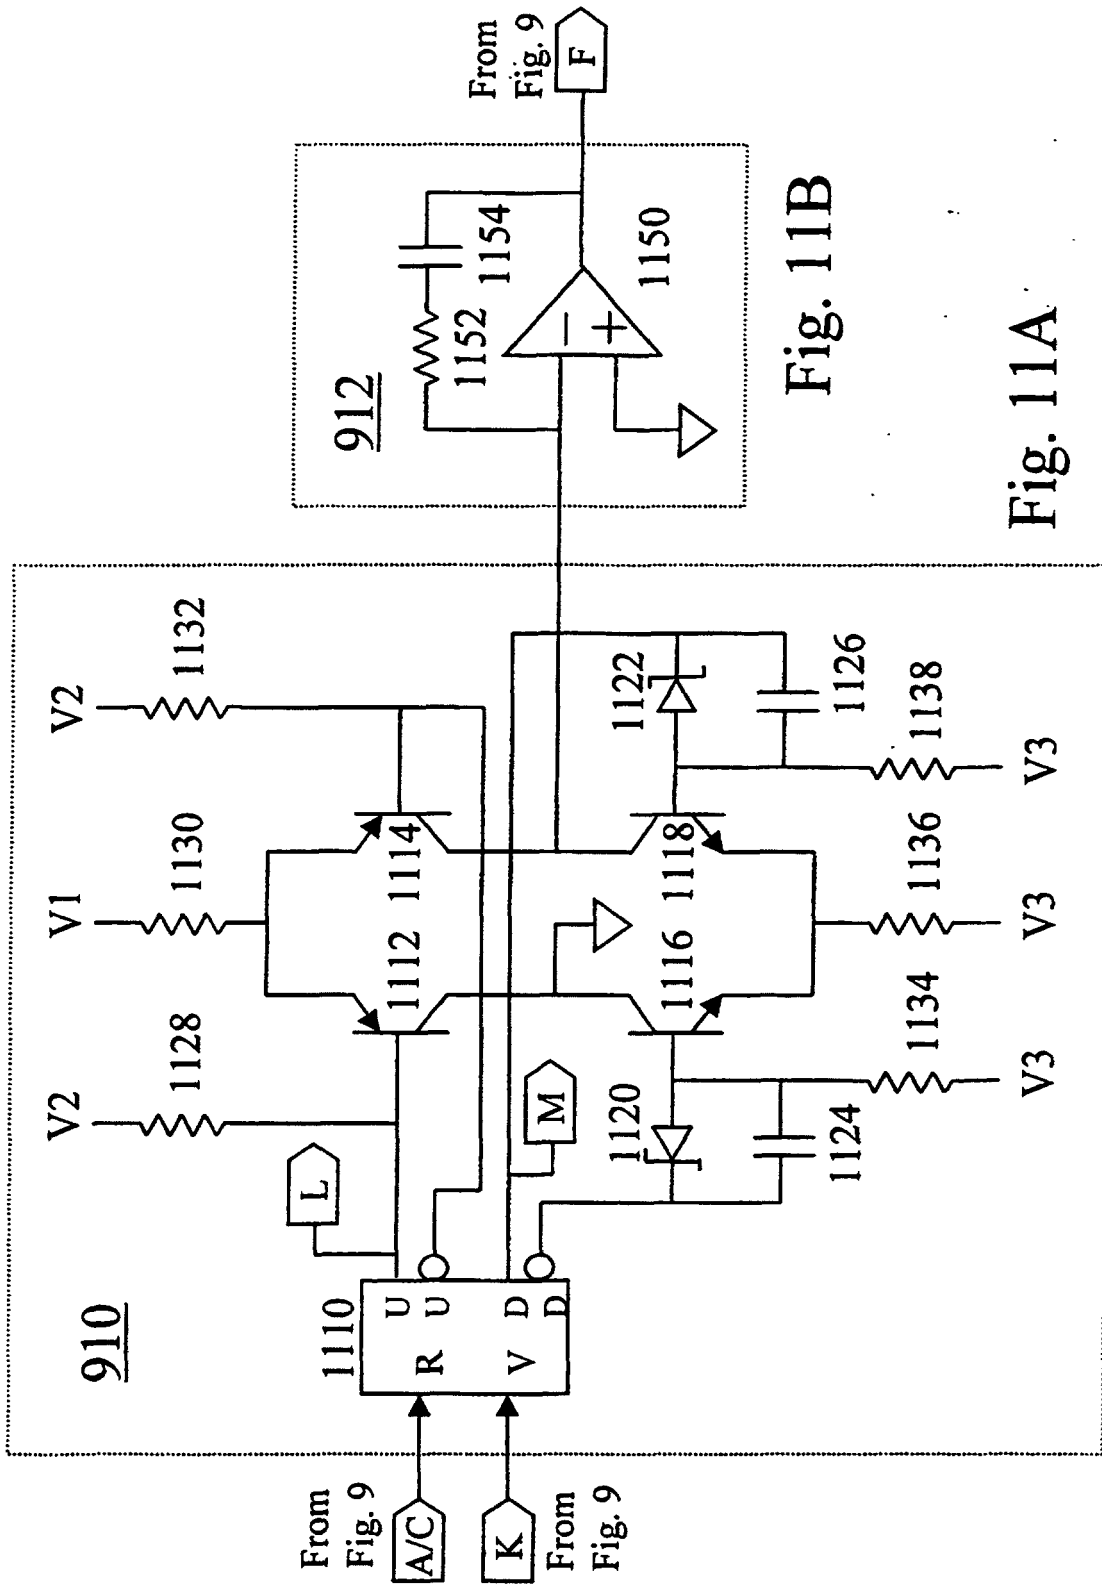 910
From
Fig. 9
A/C
K
From
Fig. 9
1110
R
V
U
U
D
D
L
M
V2
1128
V1
1130
V2
1132
1112
1114
1116
1118
1120
1122
1124
1126
1134
1136
1138
V3
V3
V3
912
1152
1154
−
+
1150
From
Fig. 9
F
Fig. 11B
Fig. 11A